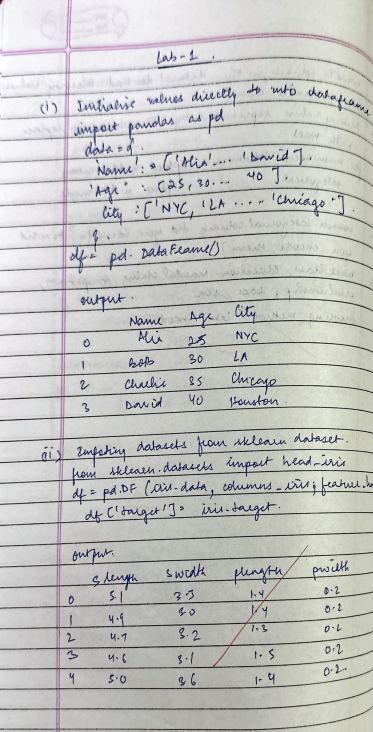 Lab-1.
(i) Initialise values directly to into dataframe
import pandas as pd
data = {
'Name' : ['Alia'.... 'David'].
'Age' : [25, 30... 40].
City : ['NYC, 'LA ..... 'Chicago'].
}.
df = pd. DataFrame()
output.
Name Age City
0 Alia 25 NYC
1 BOB 30 LA
2 Charlie 35 Chicago
3 David 40 Houston.
ii) Importing datasets from sklearn dataset.
from sklearn.datasets import head_iris
df = pd.DF (iris-data, columns_iris; feature.
df ['target'] = iris-target.
output.
Slength Swidth plength pwidth
0 5.1 3.5 1.4 0.2
1 4.9 3.0 1.4 0.2
2 4.7 3.2 1.3 0.2
3 4.6 3.1 1.5 0.2
4 5.0 3.6 1.4 0.2